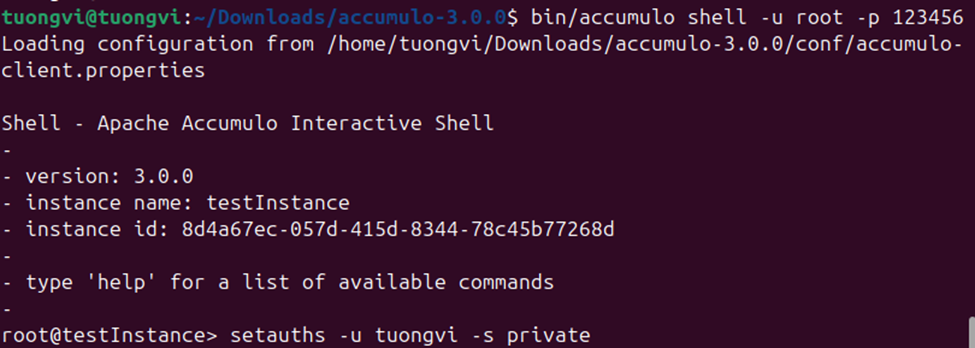 tuongvi@tuongvi:~/Downloads/accumulo-3.0.0$ bin/accumulo shell -u root -p 123456
Loading configuration from /home/tuongvi/Downloads/accumulo-3.0.0/conf/accumulo-
client.properties

Shell - Apache Accumulo Interactive Shell
-
- version: 3.0.0
- instance name: testInstance
- instance id: 8d4a67ec-057d-415d-8344-78c45b77268d
-
- type 'help' for a list of available commands
-
root@testInstance> setauths -u tuongvi -s private